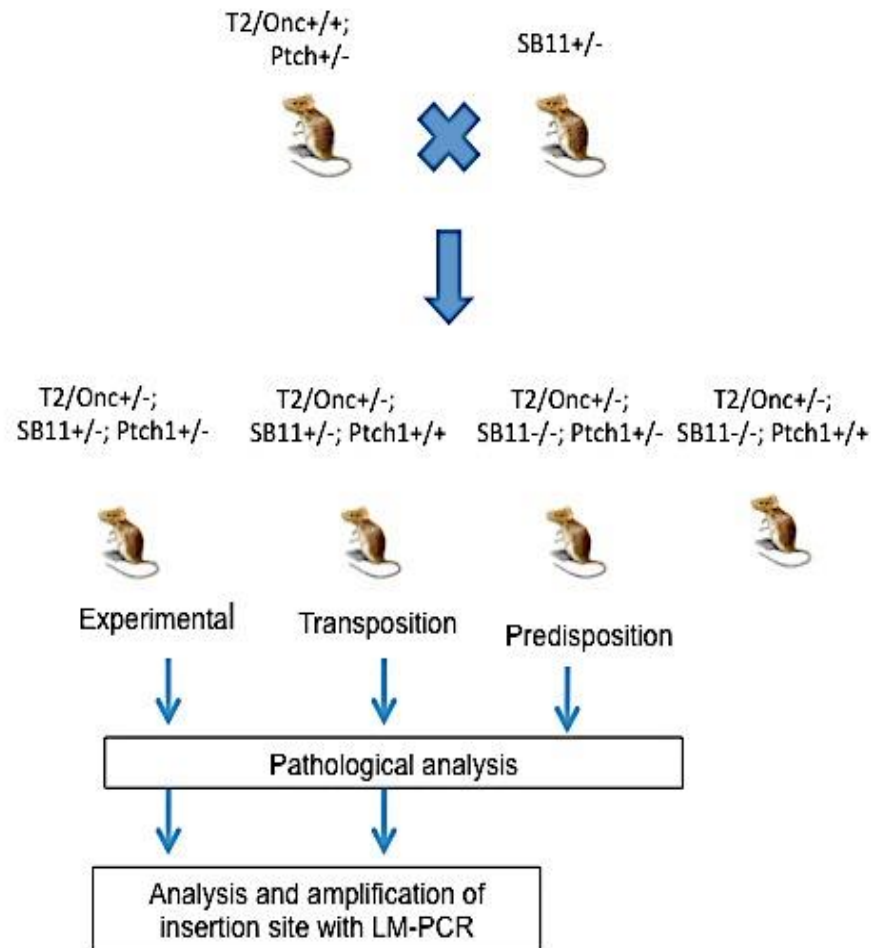 T2/Onc+/+;
Ptch+/-
SB11+/-
T2/Onc+/-;
SB11+/-; Ptch1+/-
T2/Onc+/-;
SB11+/-; Ptch1+/+
T2/Onc+/-;
SB11-/-; Ptch1+/-
T2/Onc+/-;
SB11-/-; Ptch1+/+
Experimental
Transposition
Predisposition
Pathological analysis
Analysis and amplification of
insertion site with LM-PCR